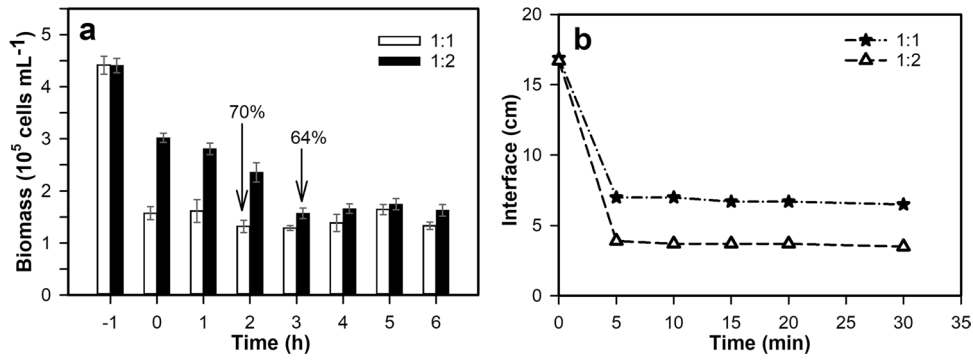 a
1:1
1:2
70%
64%
5
4
3
2
1
0
Biomass (10⁵ cells mL⁻¹)
-1 0 1 2 3 4 5 6
Time (h)
b
1:1
1:2
20
15
10
5
0
Interface (cm)
0 5 10 15 20 25 30 35
Time (min)